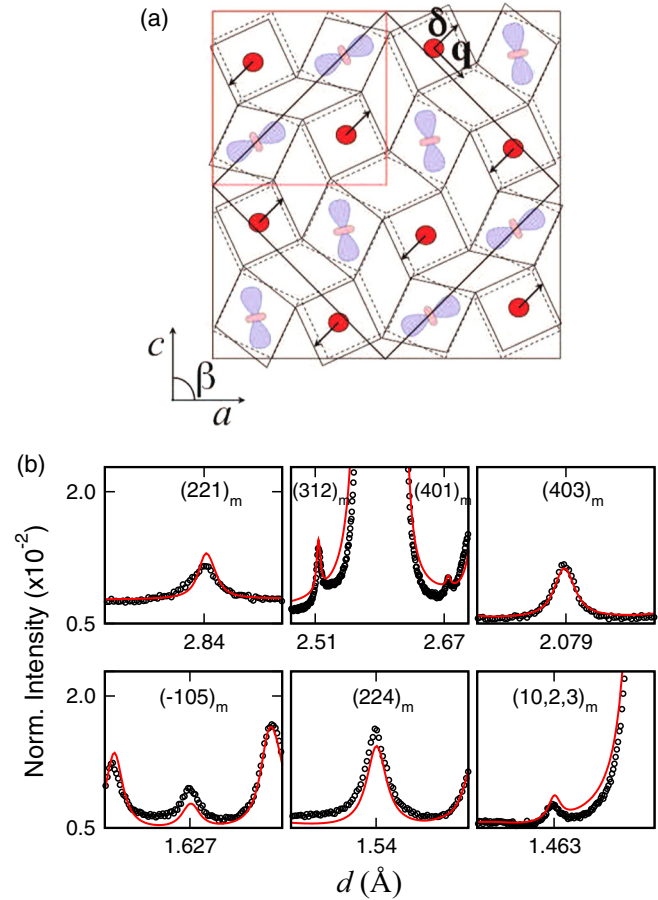 (a)
δ
q
c
β
a
(b)
Norm. Intensity (x10⁻²)
2.0
0.5
(221)ₘ
2.84
(312)ₘ (401)ₘ
2.51 2.67
(403)ₘ
2.079
2.0
0.5
(-105)ₘ
1.627
(224)ₘ
1.54
(10,2,3)ₘ
1.463
d (Å)